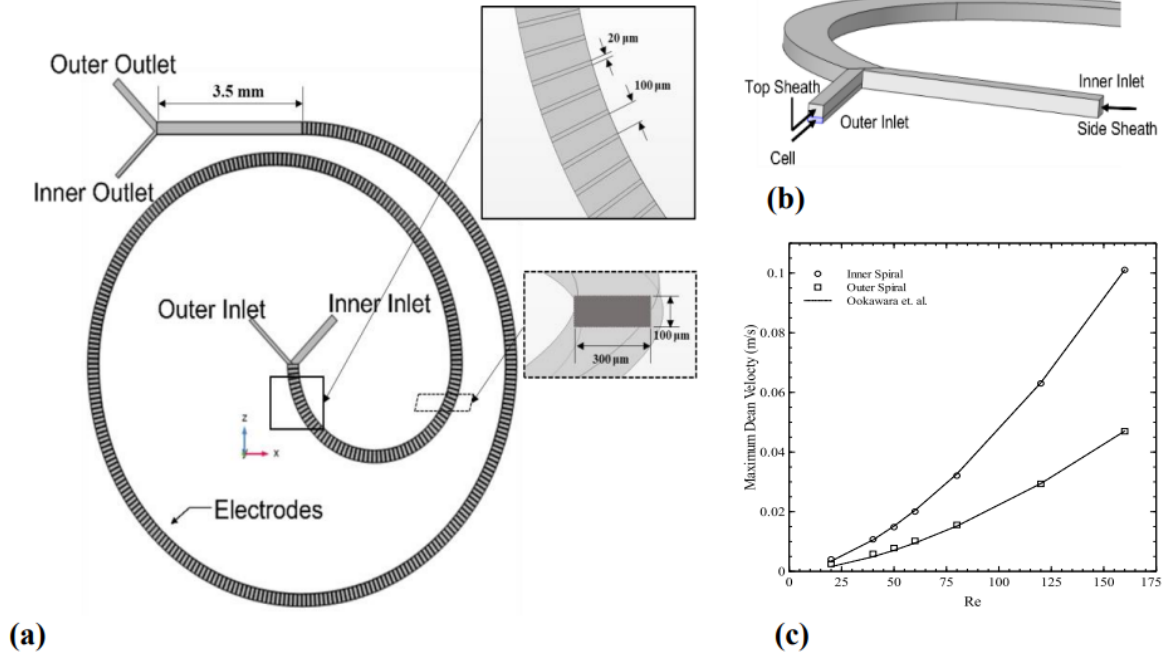 (a)
Outer Outlet
3.5 mm
Inner Outlet
Outer Inlet
Inner Inlet
z
x
Electrodes
20 μm
100 μm
100 μm
300 μm
(b)
Top Sheath
Outer Inlet
Cell
Inner Inlet
Side Sheath
(c)
Maximum Dean Velocty (m/s)
0.1
0.08
0.06
0.04
0.02
0
Inner Spiral
Outer Spiral
Ookawara et. al.
0
25
50
75
100
125
150
175
Re